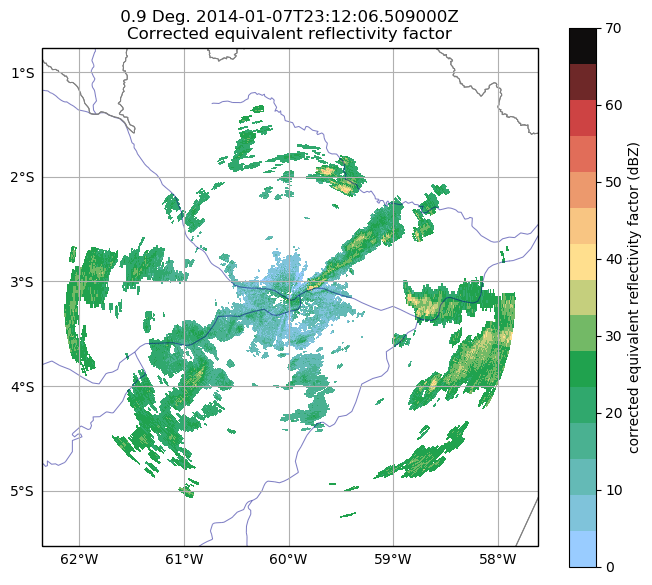 0.9 Deg. 2014-01-07T23:12:06.509000Z
Corrected equivalent reflectivity factor
1°S
2°S
3°S
4°S
5°S
62°W 61°W 60°W 59°W 58°W
70
60
50
40
30
20
10
0
corrected equivalent reflectivity factor (dBZ)